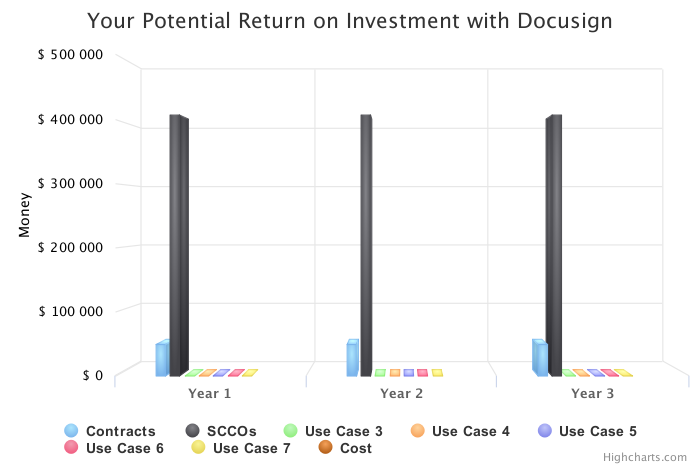 Your Potential Return on Investment with Docusign
$ 500 000
$ 400 000
$ 300 000
$ 200 000
$ 100 000
$ 0
Money
Year 1
Year 2
Year 3
Contracts
SCCOs
Use Case 3
Use Case 4
Use Case 5
Use Case 6
Use Case 7
Cost
Highcharts.com